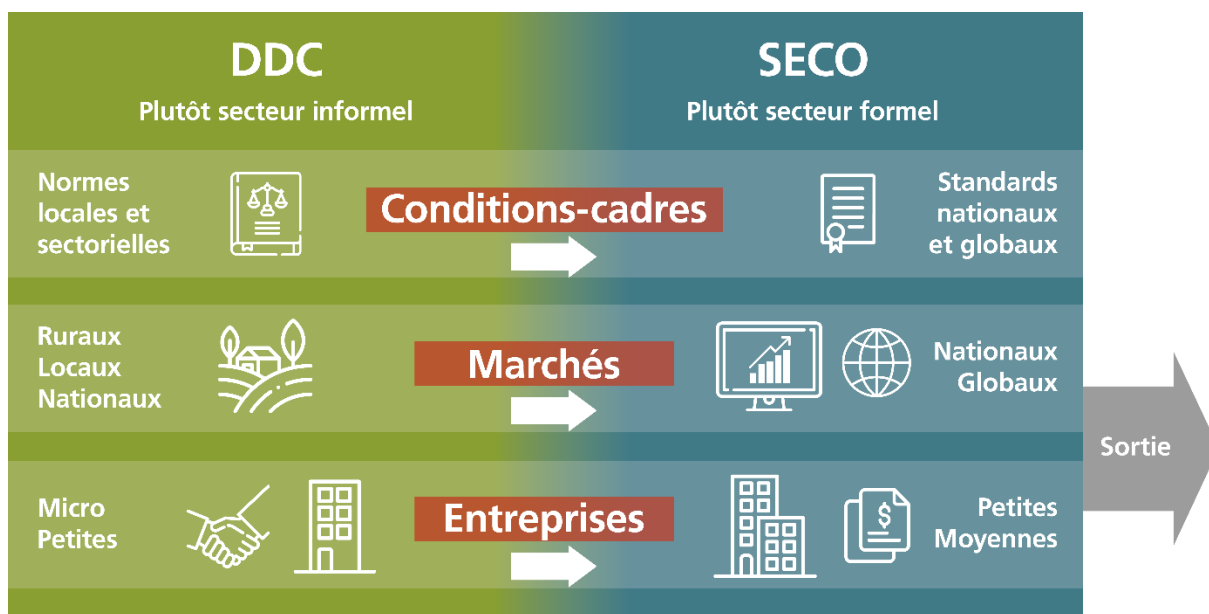 DDC
Plutôt secteur informel
SECO
Plutôt secteur formel
Normes
locales et
sectorielles
Conditions-cadres
Standards
nationaux
et globaux
Ruraux
Locaux
Nationaux
Marchés
Nationaux
Globaux
Sortie
Micro
Petites
Entreprises
$
Petites
Moyennes